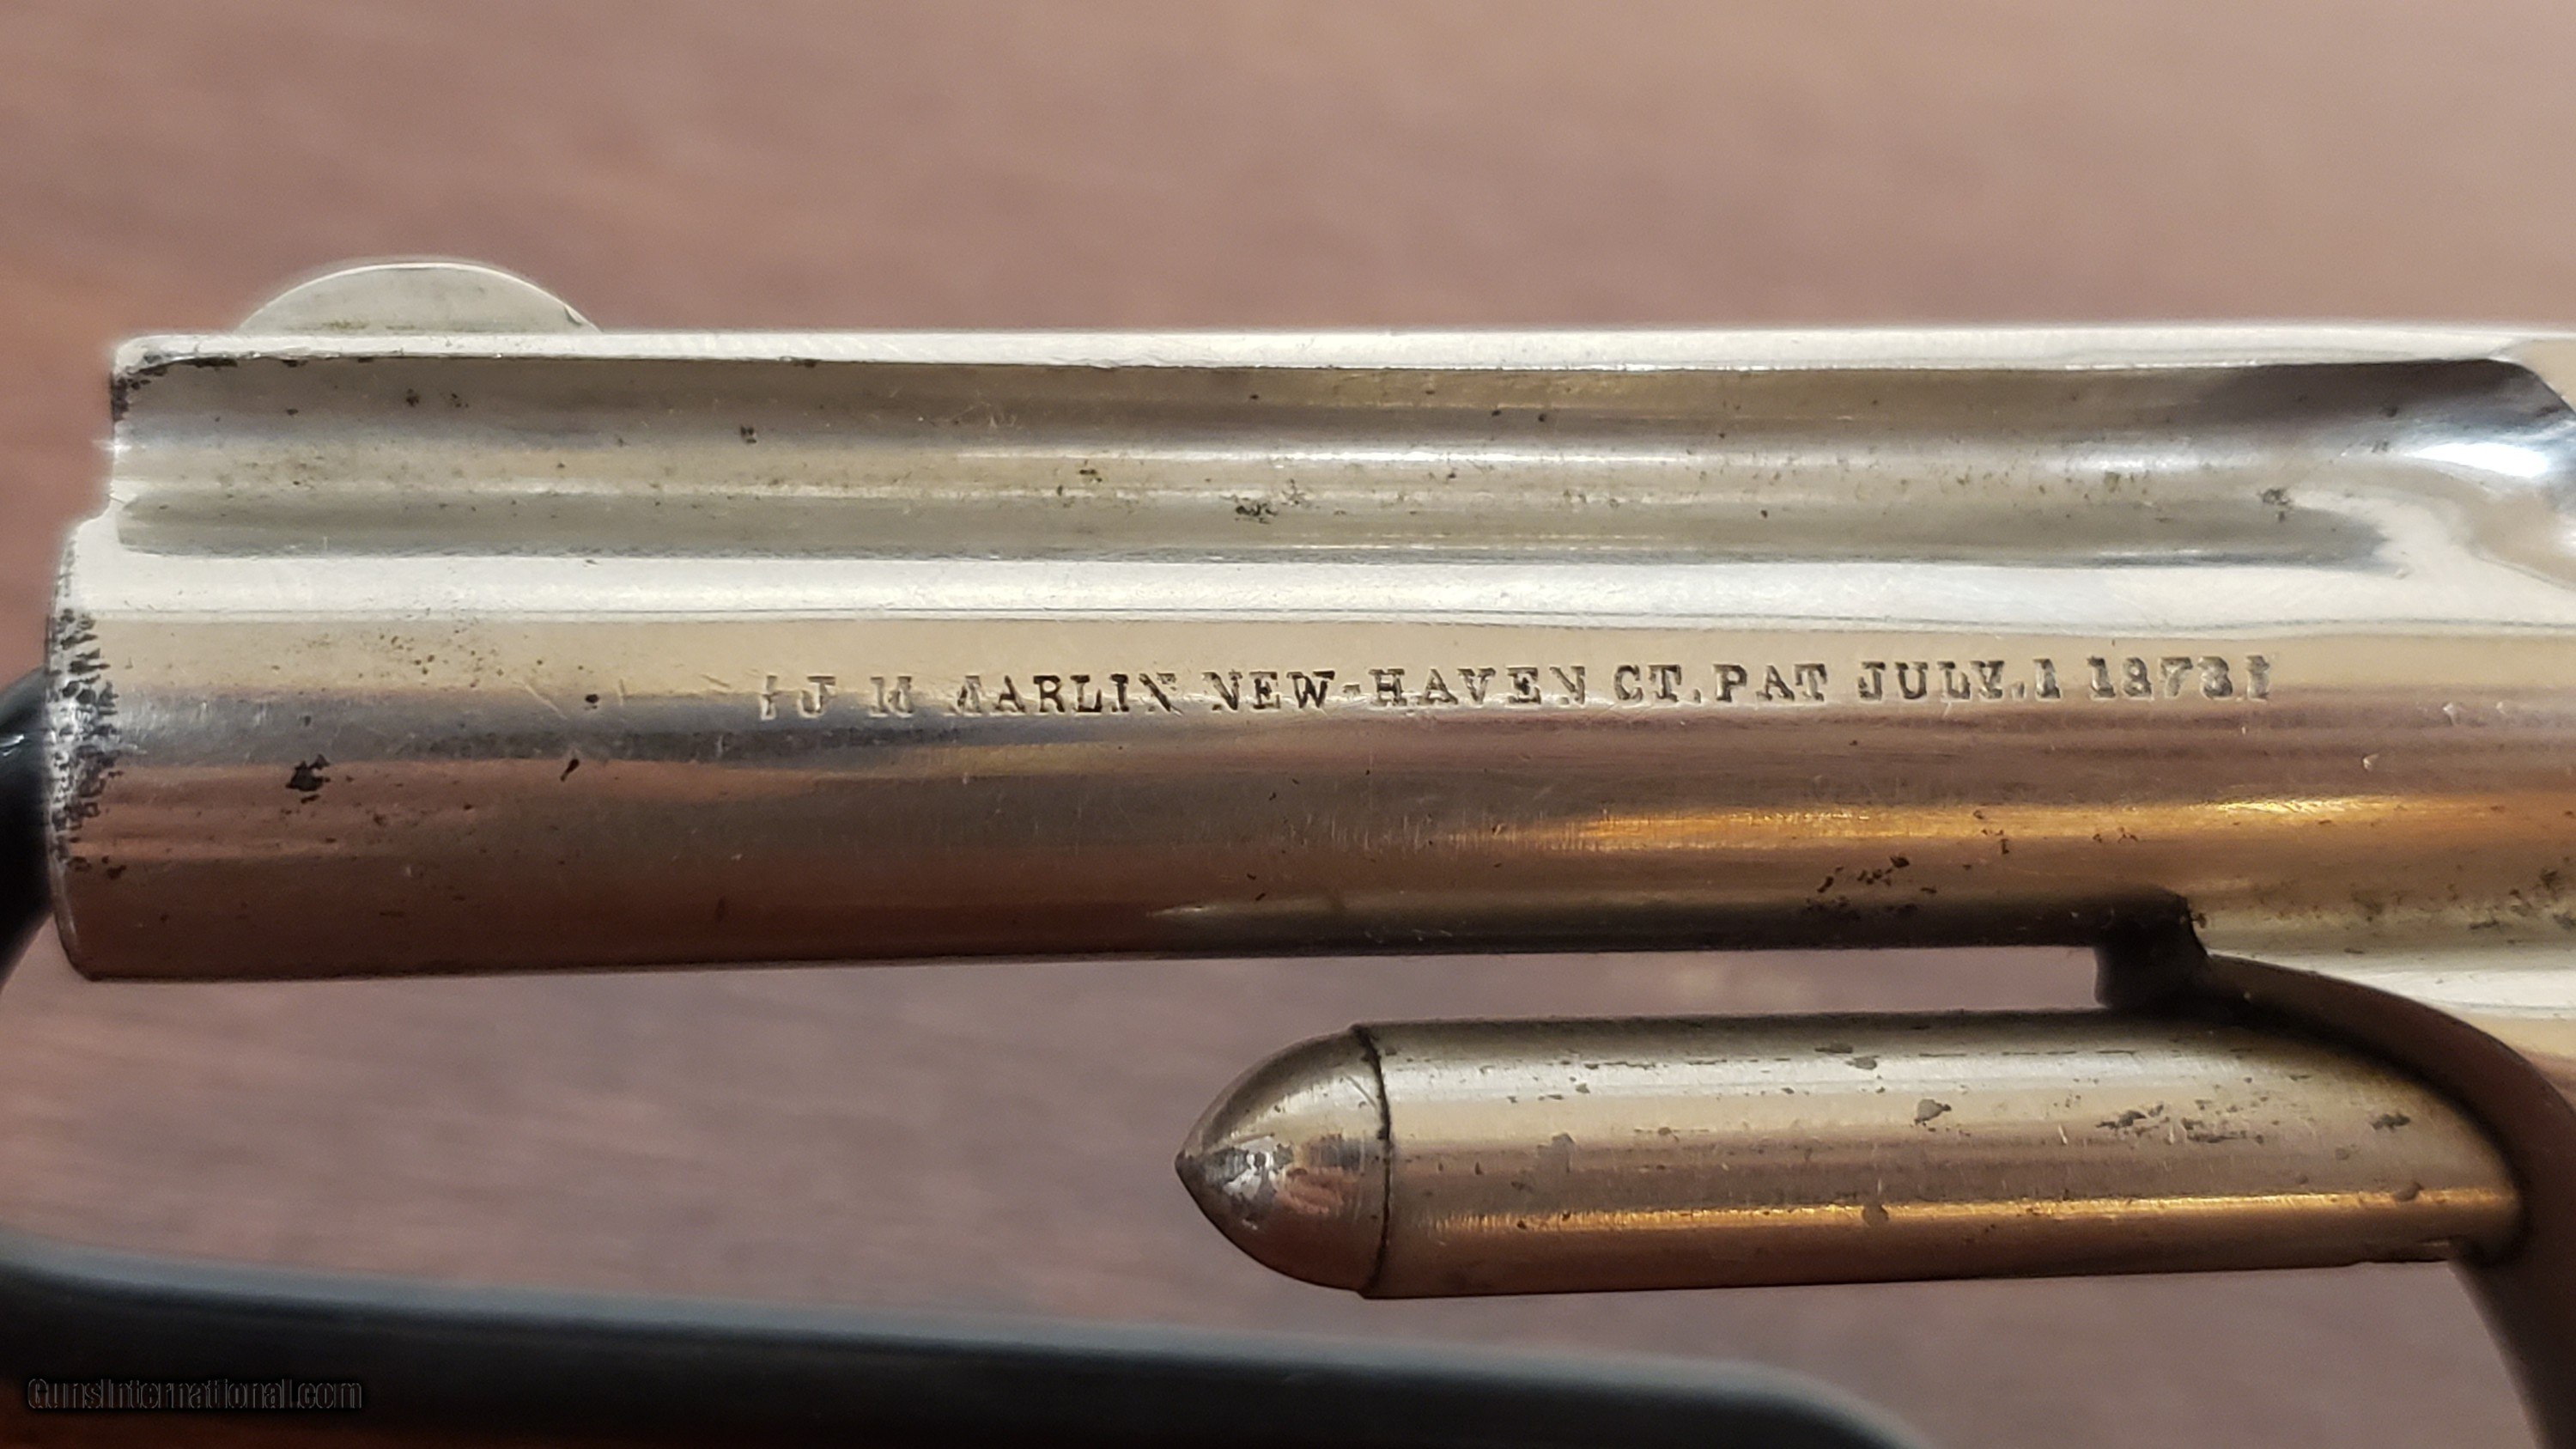 J M MARLIN NEW-HAVEN CT. PAT JULY.1 1873
GunsInternational.com